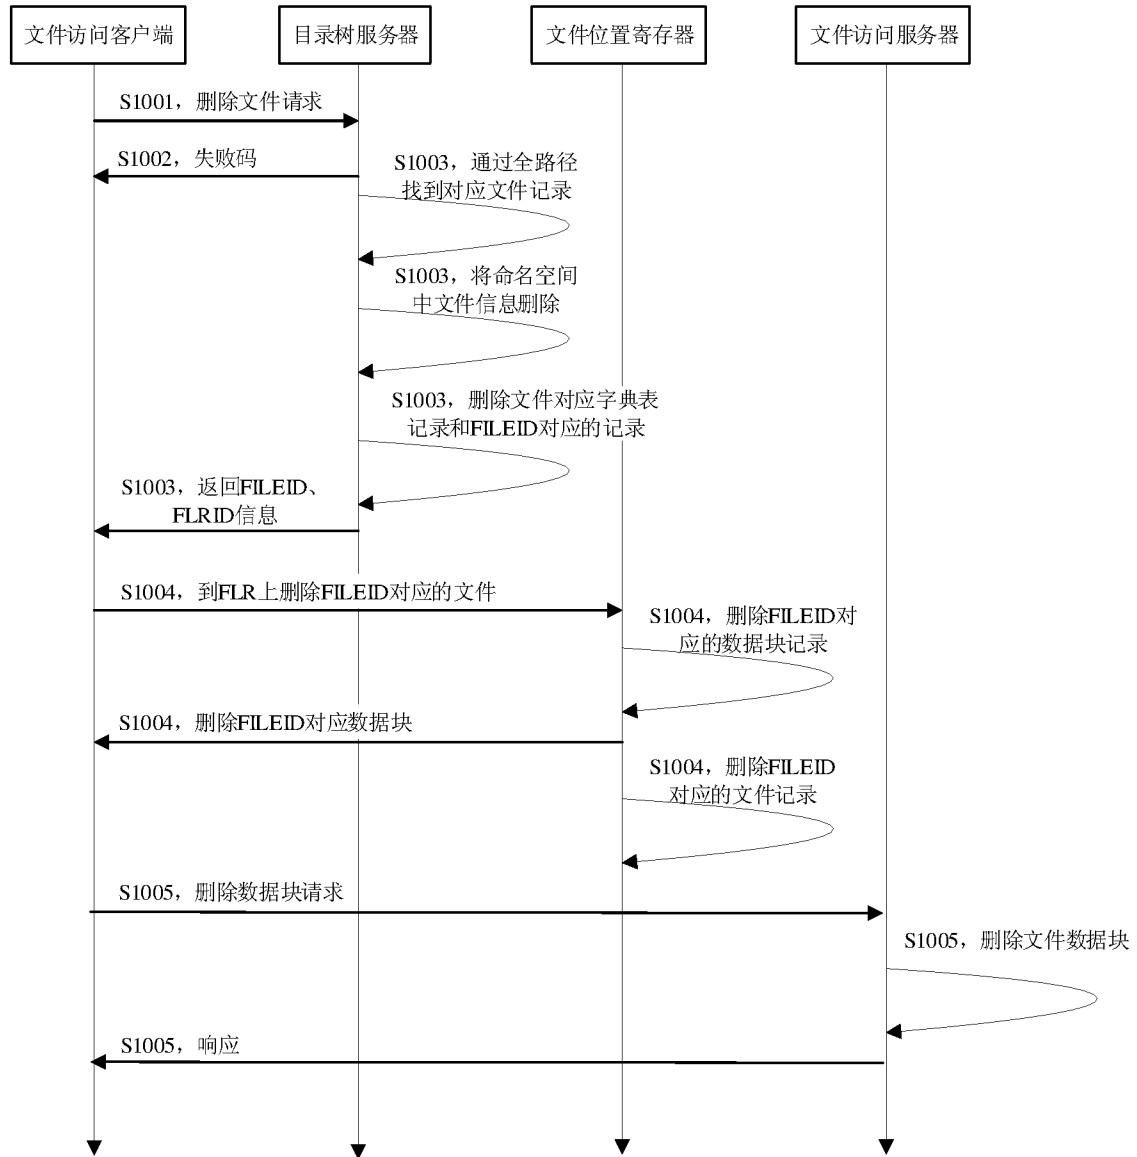 文件访问客户端
目录树服务器
文件位置寄存器
文件访问服务器
S1001，删除文件请求
S1002，失败码
S1003，通过全路径
找到对应文件记录
S1003，将命名空间
中文件信息删除
S1003，删除文件对应字典表
记录和FILEID对应的记录
S1003，返回FILEID、
FLRID信息
S1004，到FLR上删除FILEID对应的文件
S1004，删除FILEID对
应的数据块记录
S1004，删除FILEID对应数据块
S1004，删除FILEID
对应的文件记录
S1005，删除数据块请求
S1005，删除文件数据块
S1005，响应